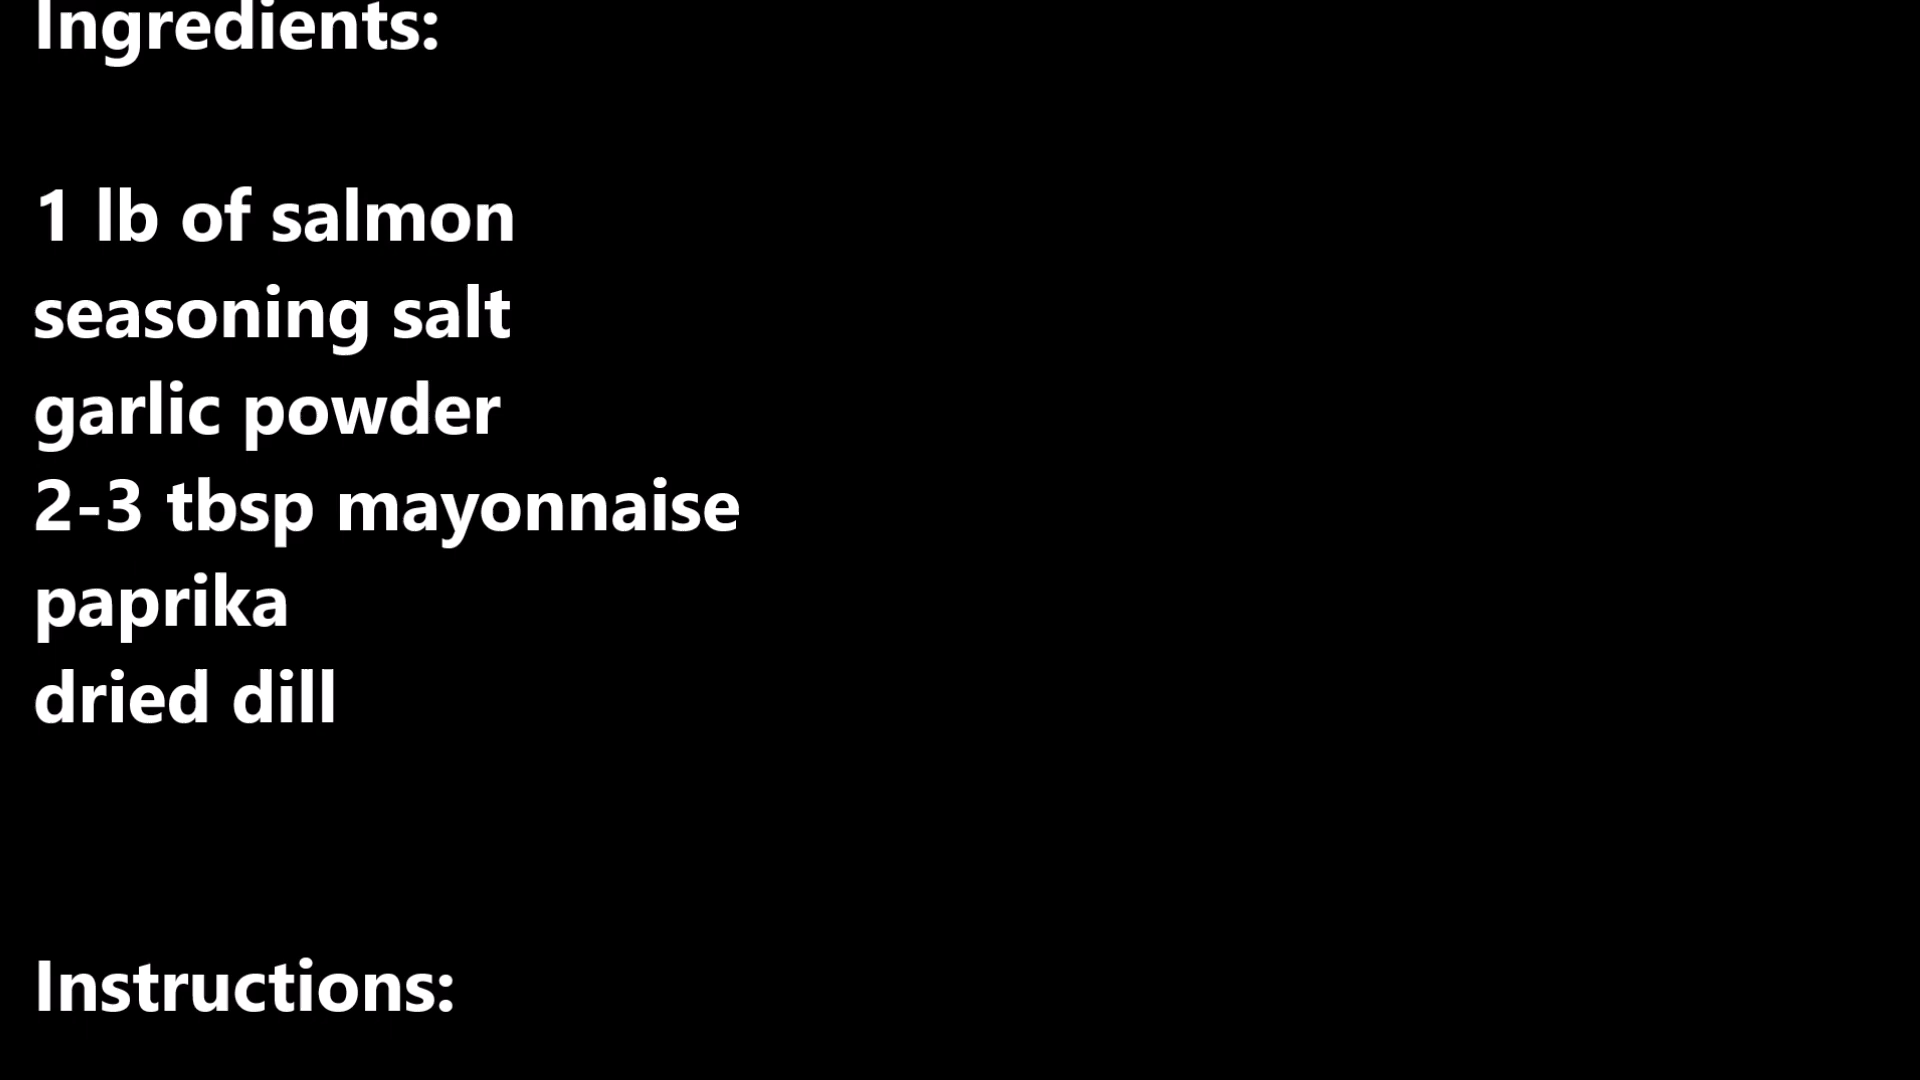 Ingredients:
1 lb of salmon
seasoning salt
garlic powder
2-3 tbsp mayonnaise
paprika
dried dill
Instructions: